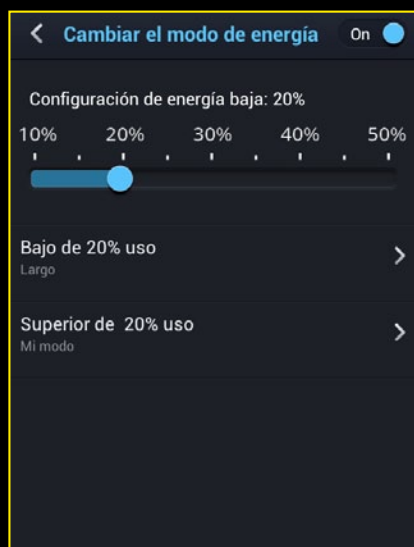 Cambiar el modo de energía On
Configuración de energía baja: 20%
10% 20% 30% 40% 50%
Bajo de 20% uso
Largo
Superior de 20% uso
Mi modo